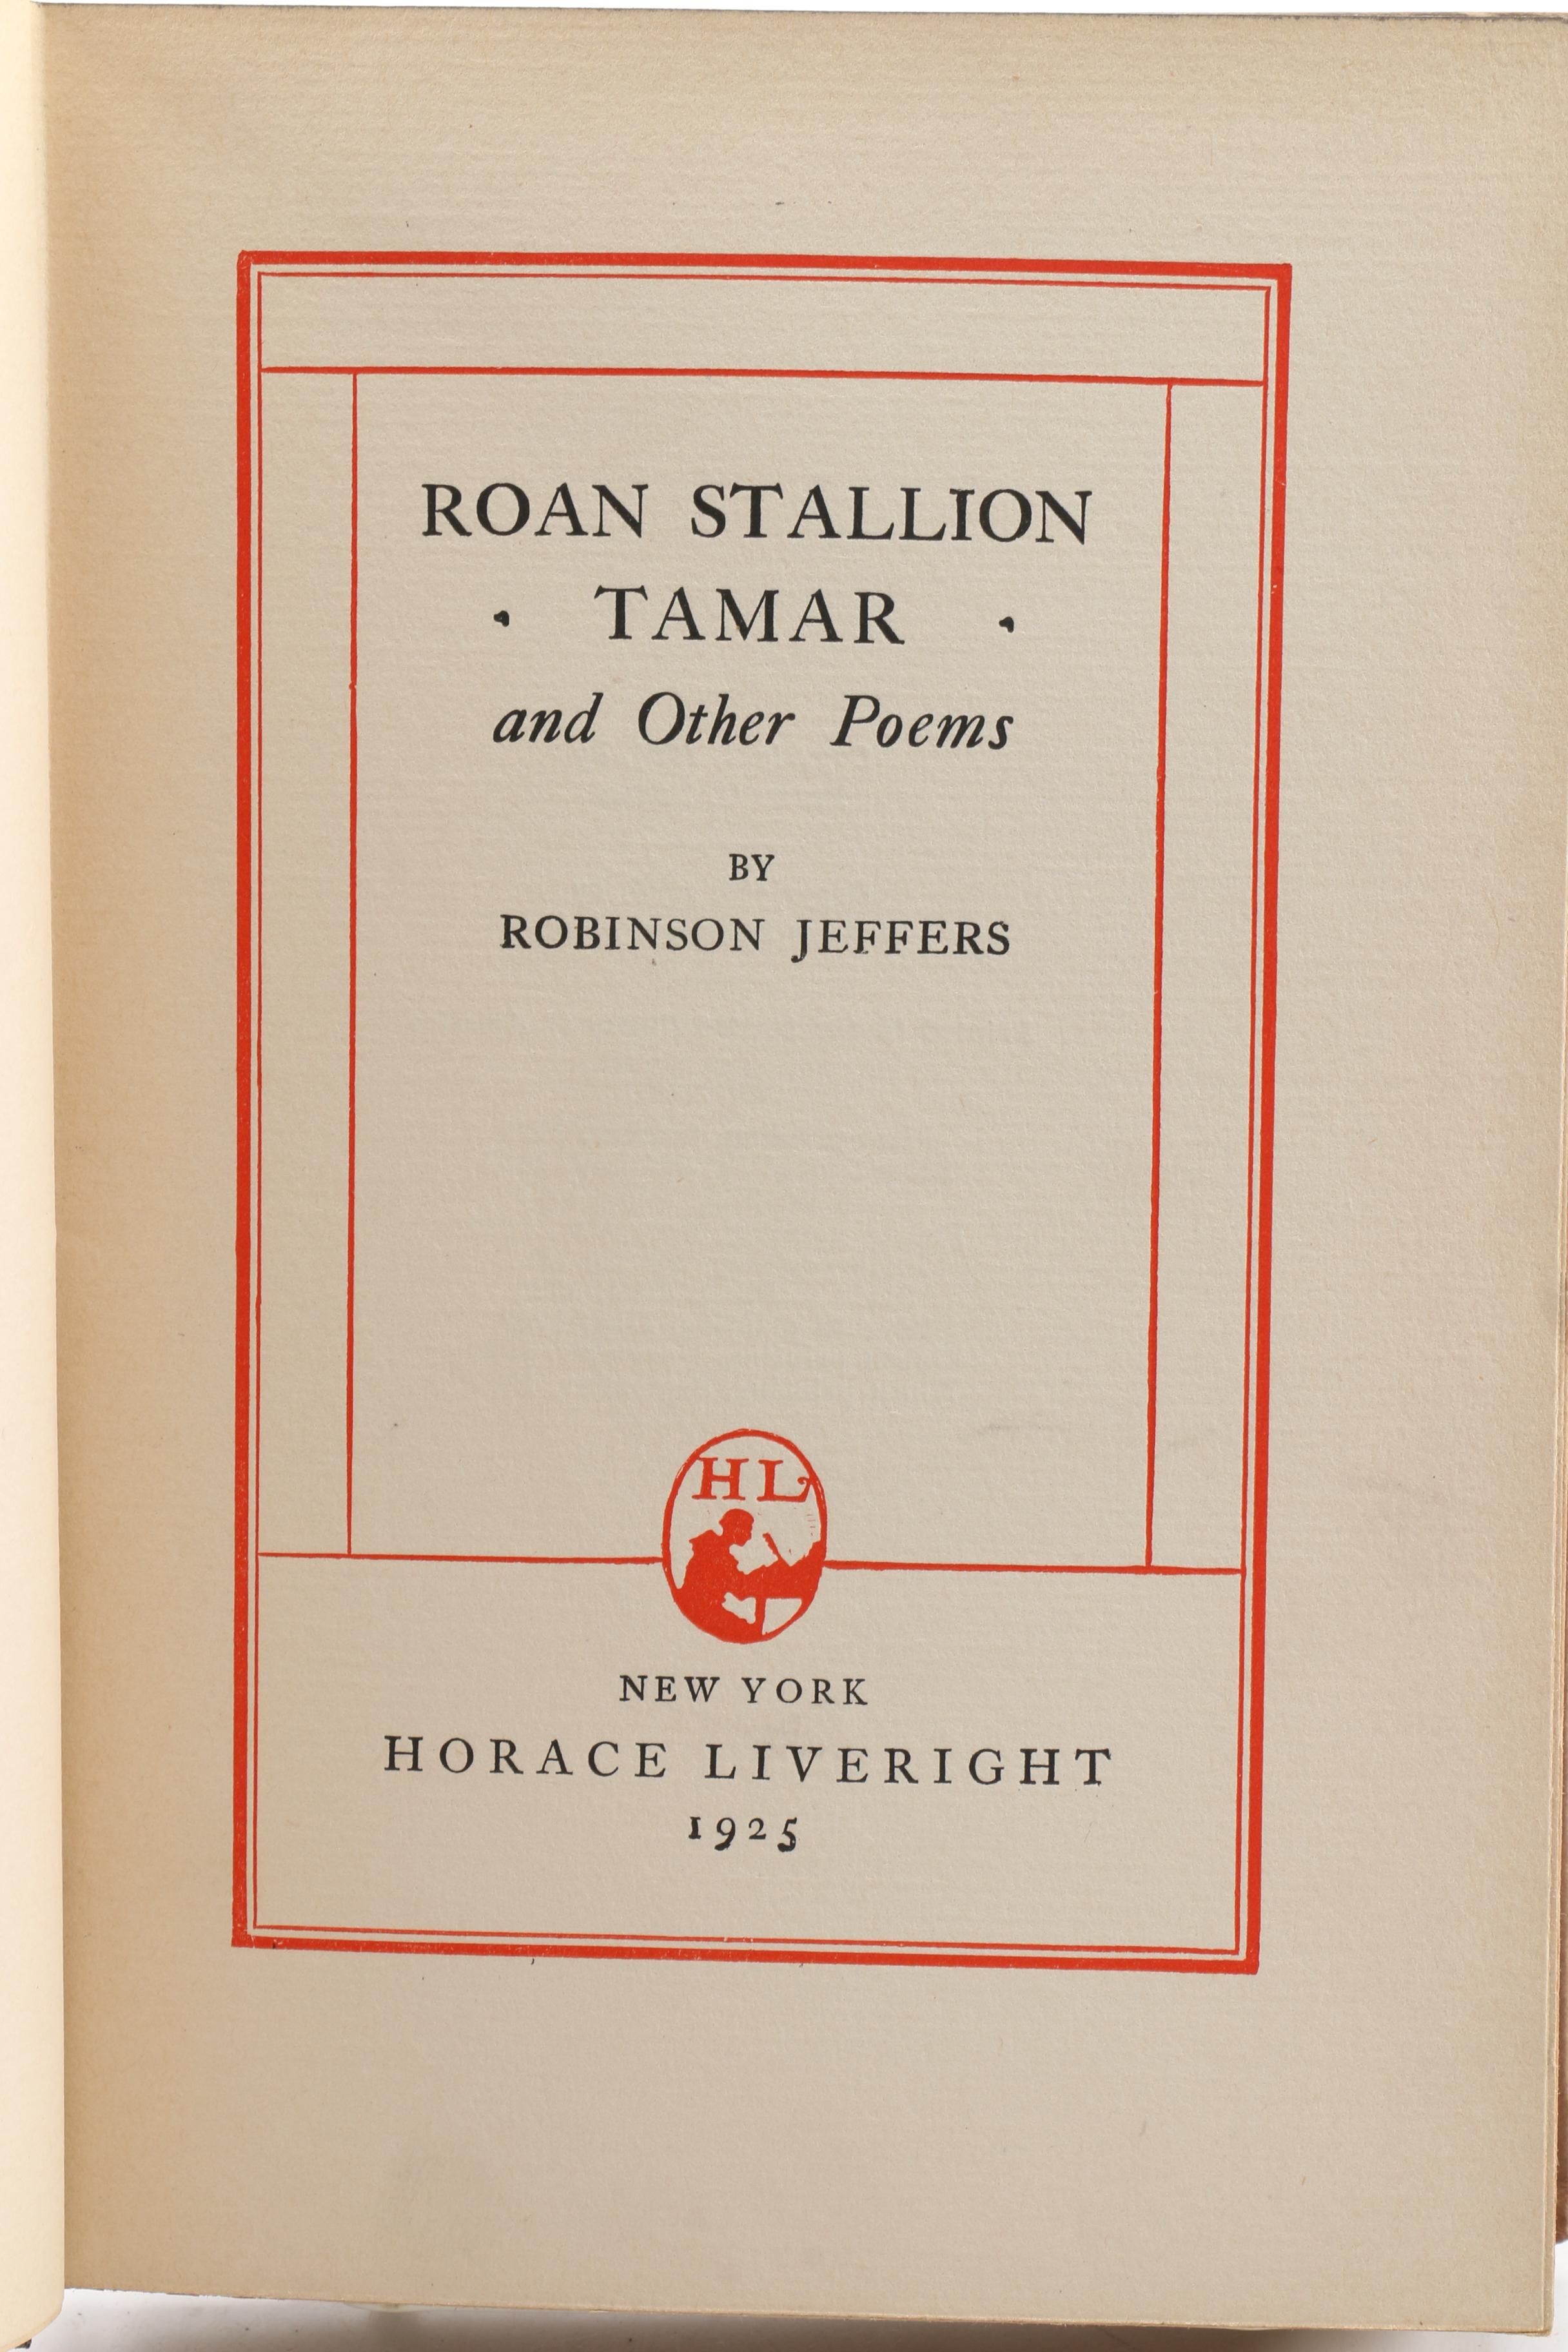 ROAN STALLION
· TAMAR ·
and Other Poems
BY
ROBINSON JEFFERS
HL
NEW YORK
HORACE LIVERIGHT
1925